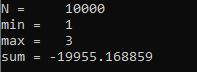 N =     10000
min =   1
max =   3
sum = -19955.168859